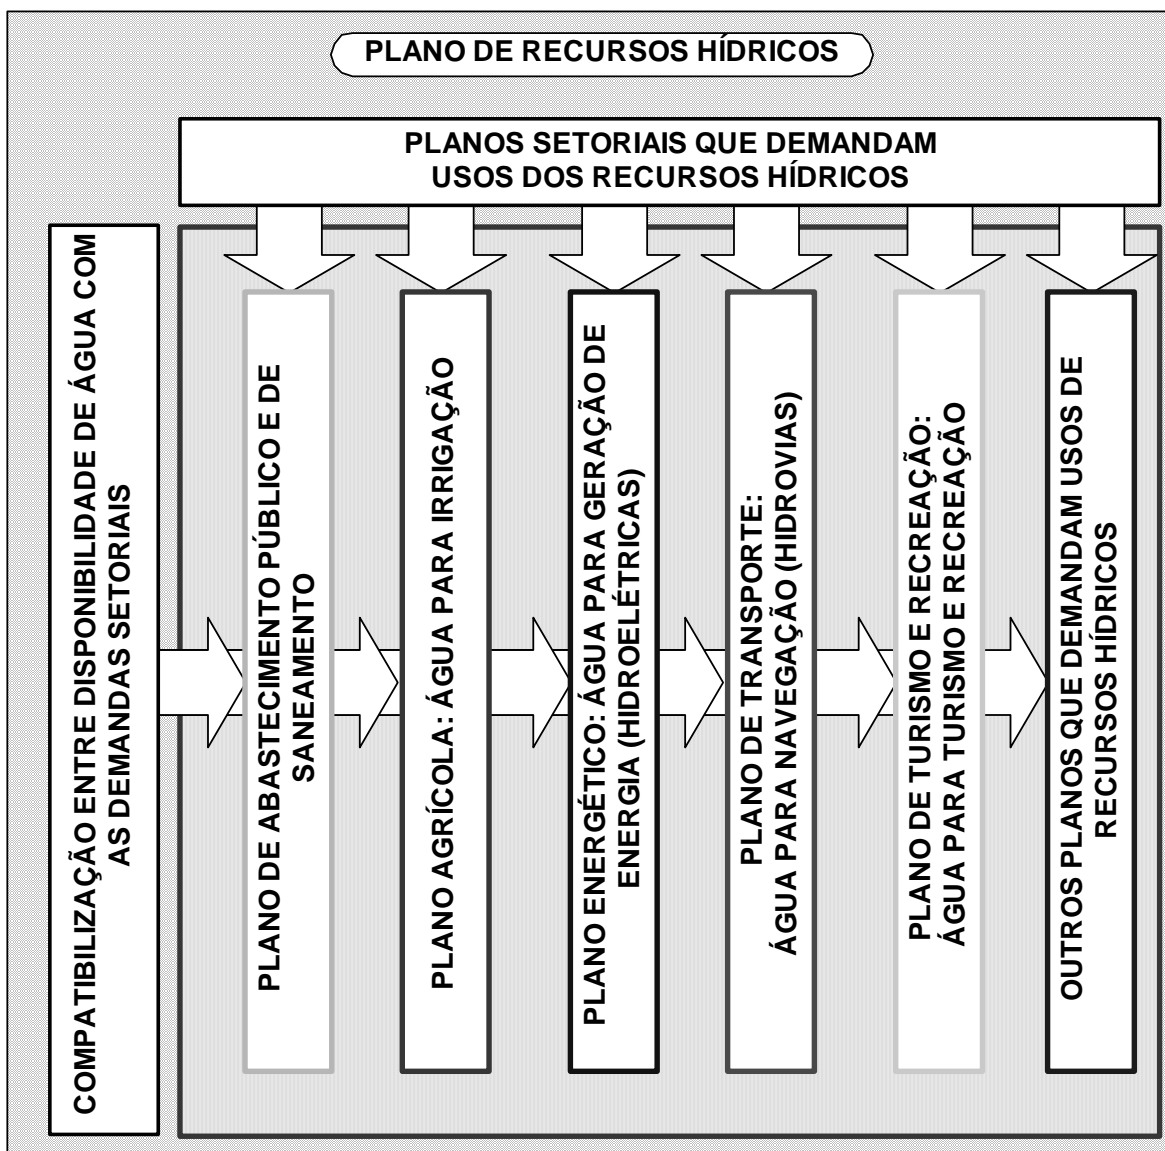 PLANO DE RECURSOS HÍDRICOS
PLANOS SETORIAIS QUE DEMANDAM
USOS DOS RECURSOS HÍDRICOS
COMPATIBILIZAÇÃO ENTRE DISPONIBILIDADE DE ÁGUA COM
AS DEMANDAS SETORIAIS
PLANO DE ABASTECIMENTO PÚBLICO E DE
SANEAMENTO
PLANO AGRÍCOLA: ÁGUA PARA IRRIGAÇÃO
PLANO ENERGÉTICO: ÁGUA PARA GERAÇÃO DE
ENERGIA (HIDROELÉTRICAS)
PLANO DE TRANSPORTE:
ÁGUA PARA NAVEGAÇÃO (HIDROVIAS)
PLANO DE TURISMO E RECREAÇÃO:
ÁGUA PARA TURISMO E RECREAÇÃO
OUTROS PLANOS QUE DEMANDAM USOS DE
RECURSOS HÍDRICOS